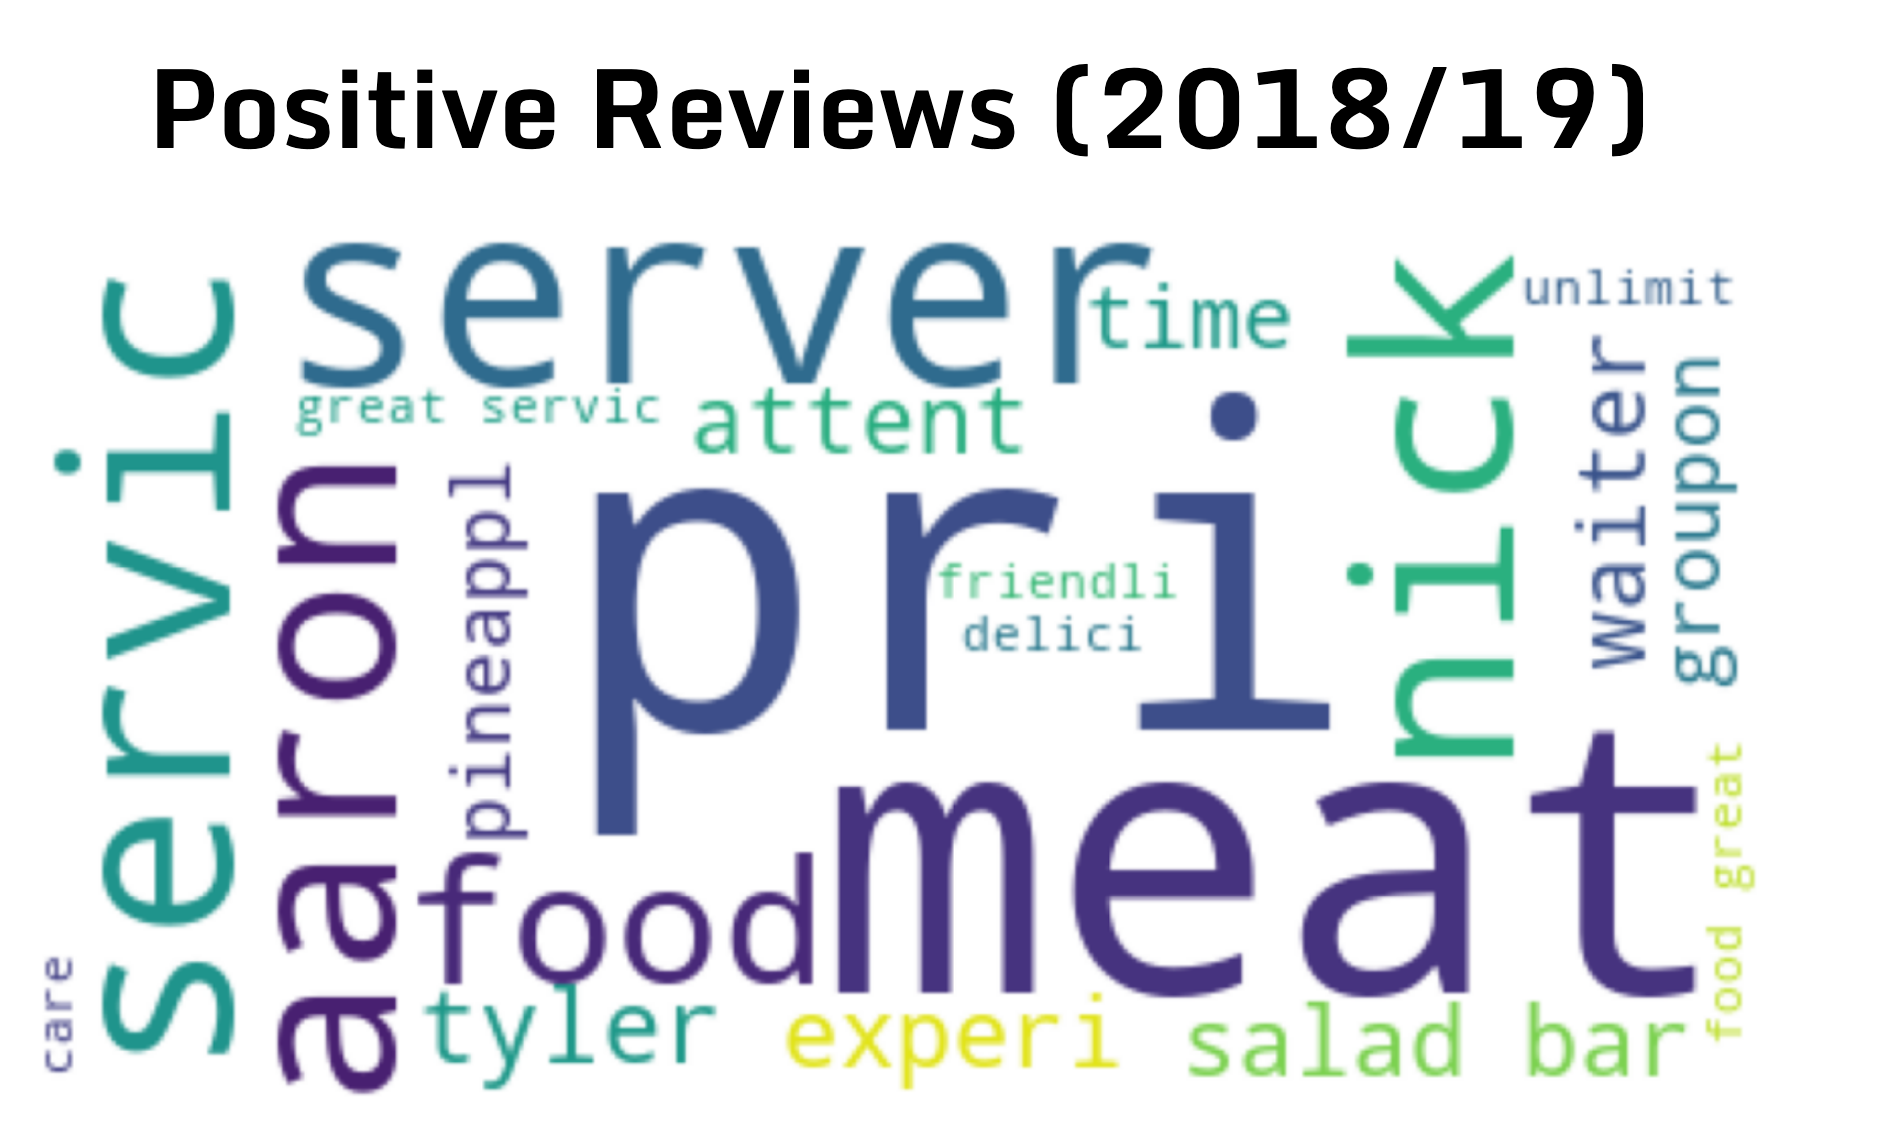 Positive Reviews (2018/19)
servic
server
time
nick
unlimit
great servic
attent
waiter
groupon
aaron
pineappl
pri
friendli
delici
food
meat
food great
care
tyler
experi
salad bar